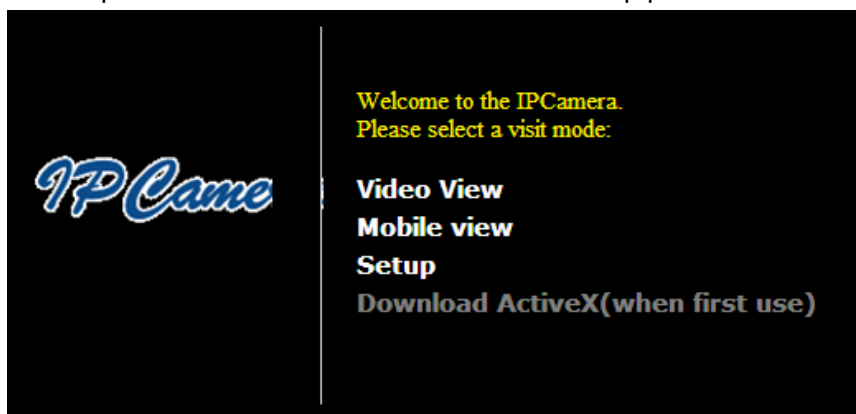 IPCame
Welcome to the IPCamera.
Please select a visit mode:
Video View
Mobile view
Setup
Download ActiveX(when first use)